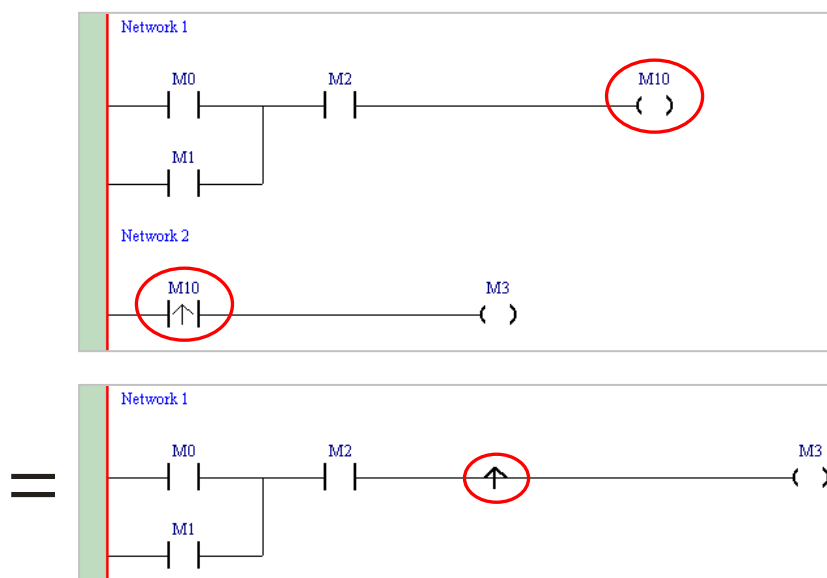 Network 1
M0 M2 M10
M1
Network 2
M10 M3
=
Network 1
M0 M2 M3
M1